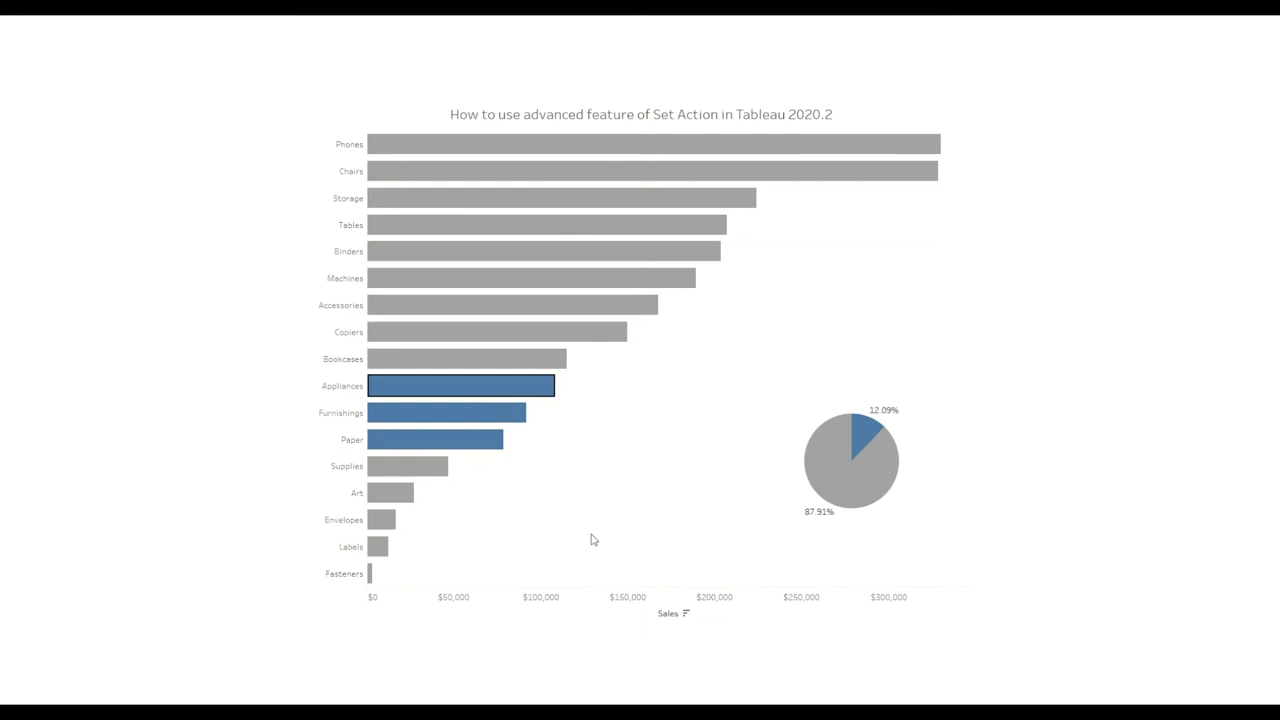 How to use advanced feature of Set Action in Tableau 2020.2
Phones
Chairs
Storage
Tables
Binders
Machines
Accessories
Copiers
Bookcases
Appliances
Furnishings
Paper
Supplies
Art
Envelopes
Labels
Fasteners
12.09%
87.91%
$0 $50,000 $100,000 $150,000 $200,000 $250,000 $300,000
Sales